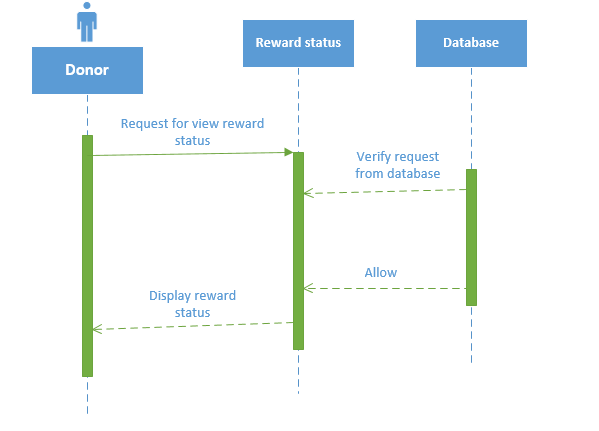 Donor
Reward status
Database
Request for view reward
status
Verify request
from database
Allow
Display reward
status